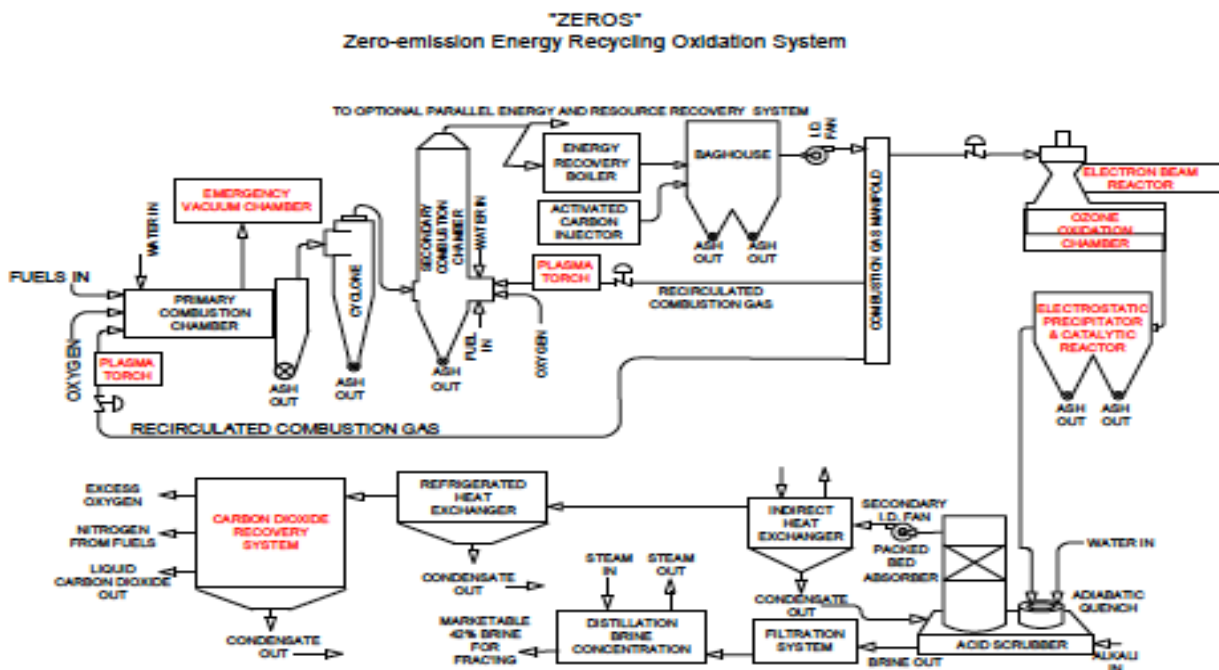 "ZEROS"
Zero-emission Energy Recycling Oxidation System
TO OPTIONAL PARALLEL ENERGY AND RESOURCE RECOVERY SYSTEM
EMERGENCY
VACUUM CHAMBER
WATER IN
FUELS IN
PRIMARY
COMBUSTION
CHAMBER
OXYGEN
PLASMA
TORCH
ASH
OUT
CYCLONE
ASH
OUT
SECONDARY
COMBUSTION
CHAMBER
WATER IN
FUEL
IN
OXYGEN
ASH
OUT
ENERGY
RECOVERY
BOILER
ACTIVATED
CARBON
INJECTOR
BAGHOUSE
ASH
OUT
ASH
OUT
I.D.
FAN
PLASMA
TORCH
RECIRCULATED
COMBUSTION GAS
COMBUSTION GAS MANIFOLD
RECIRCULATED COMBUSTION GAS
ELECTRON BEAM
REACTOR
OZONE
OXIDATION
CHAMBER
ELECTROSTATIC
PRECIPITATOR
& CATALYTIC
REACTOR
ASH
OUT
ASH
OUT
EXCESS
OXYGEN
NITROGEN
FROM FUELS
LIQUID
CARBON DIOXIDE
OUT
CARBON DIOXIDE
RECOVERY
SYSTEM
CONDENSATE
OUT
REFRIGERATED
HEAT
EXCHANGER
CONDENSATE
OUT
INDIRECT
HEAT
EXCHANGER
CONDENSATE
OUT
SECONDARY
I.D. FAN
PACKED
BED
ABSORBER
WATER IN
ADIABATIC
QUENCH
ACID SCRUBBER
ALKALI
IN
BRINE OUT
FILTRATION
SYSTEM
STEAM
IN
STEAM
OUT
DISTILLATION
BRINE
CONCENTRATION
MARKETABLE
42% BRINE
FOR
FRACING